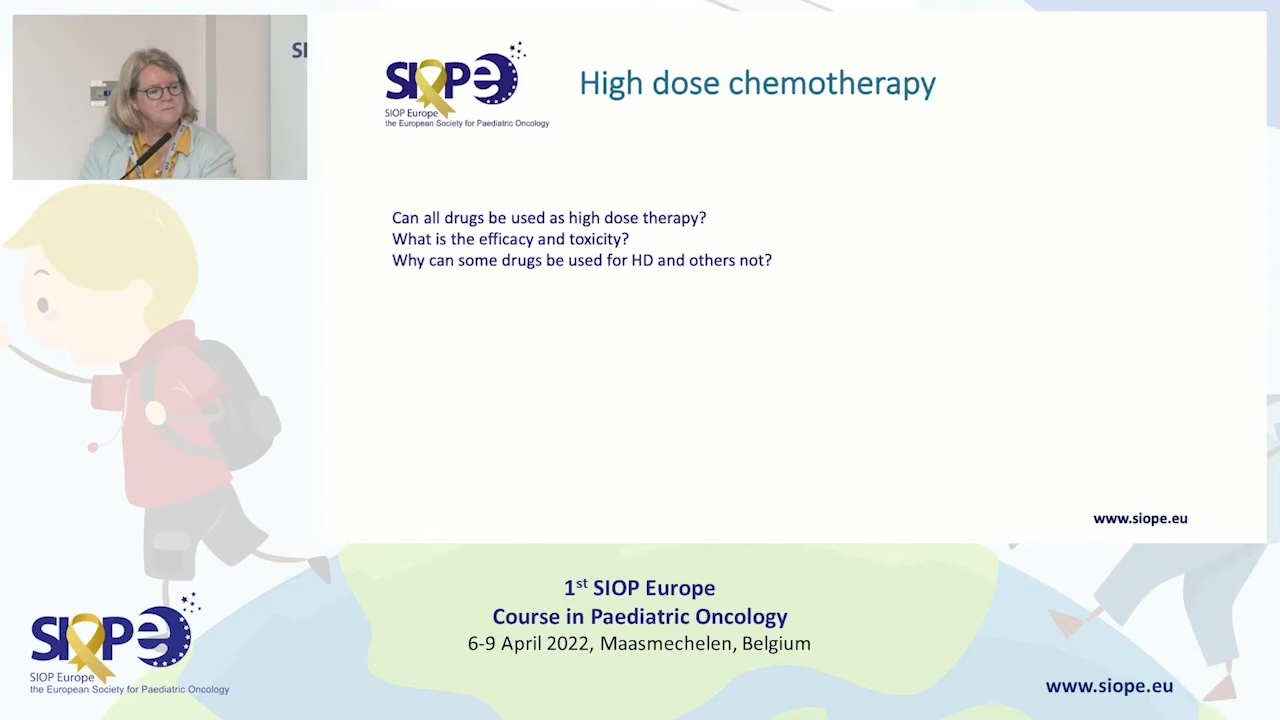 SI
SIOPe
SIOP Europe
the European Society for Paediatric Oncology
High dose chemotherapy
Can all drugs be used as high dose therapy?
What is the efficacy and toxicity?
Why can some drugs be used for HD and others not?
www.siope.eu
1st SIOP Europe
Course in Paediatric Oncology
6-9 April 2022, Maasmechelen, Belgium
SIOPe
SIOP Europe
the European Society for Paediatric Oncology
www.siope.eu